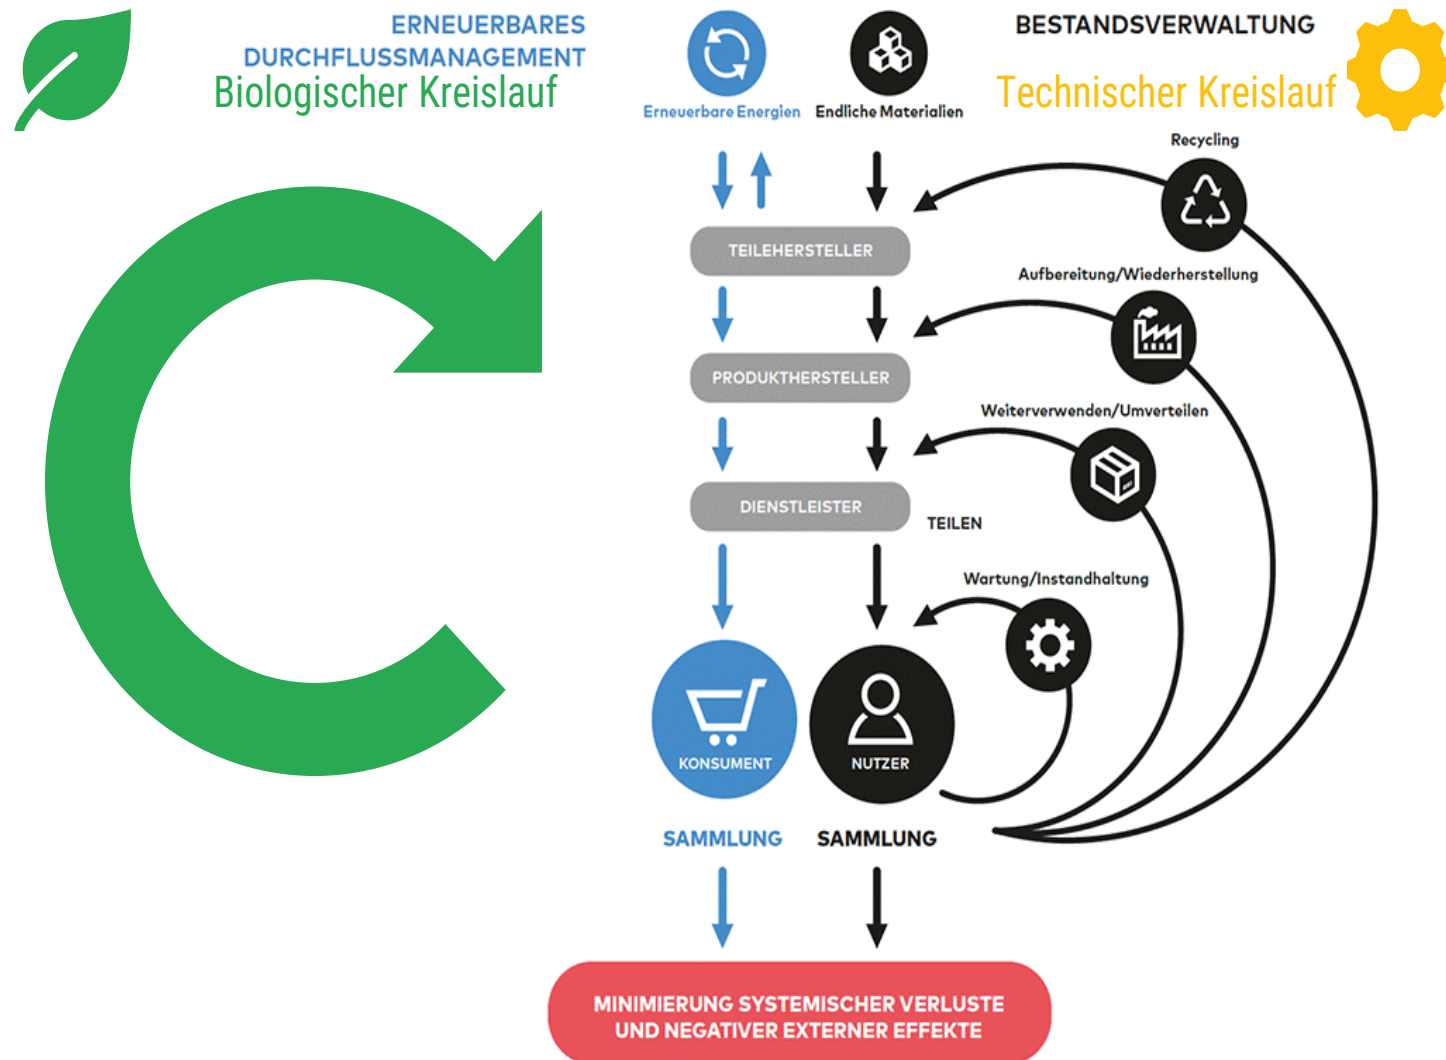 ERNEUERBARES
DURCHFLUSSMANAGEMENT
Biologischer Kreislauf
Erneuerbare Energien
Endliche Materialien
BESTANDSVERWALTUNG
Technischer Kreislauf
Recycling
TEILEHERSTELLER
Aufbereitung/Wiederherstellung
PRODUKTHERSTELLER
Weiterverwenden/Umverteilen
DIENSTLEISTER
TEILEN
Wartung/Instandhaltung
KONSUMENT
NUTZER
SAMMLUNG
SAMMLUNG
MINIMIERUNG SYSTEMISCHER VERLUSTE
UND NEGATIVER EXTERNER EFFEKTE